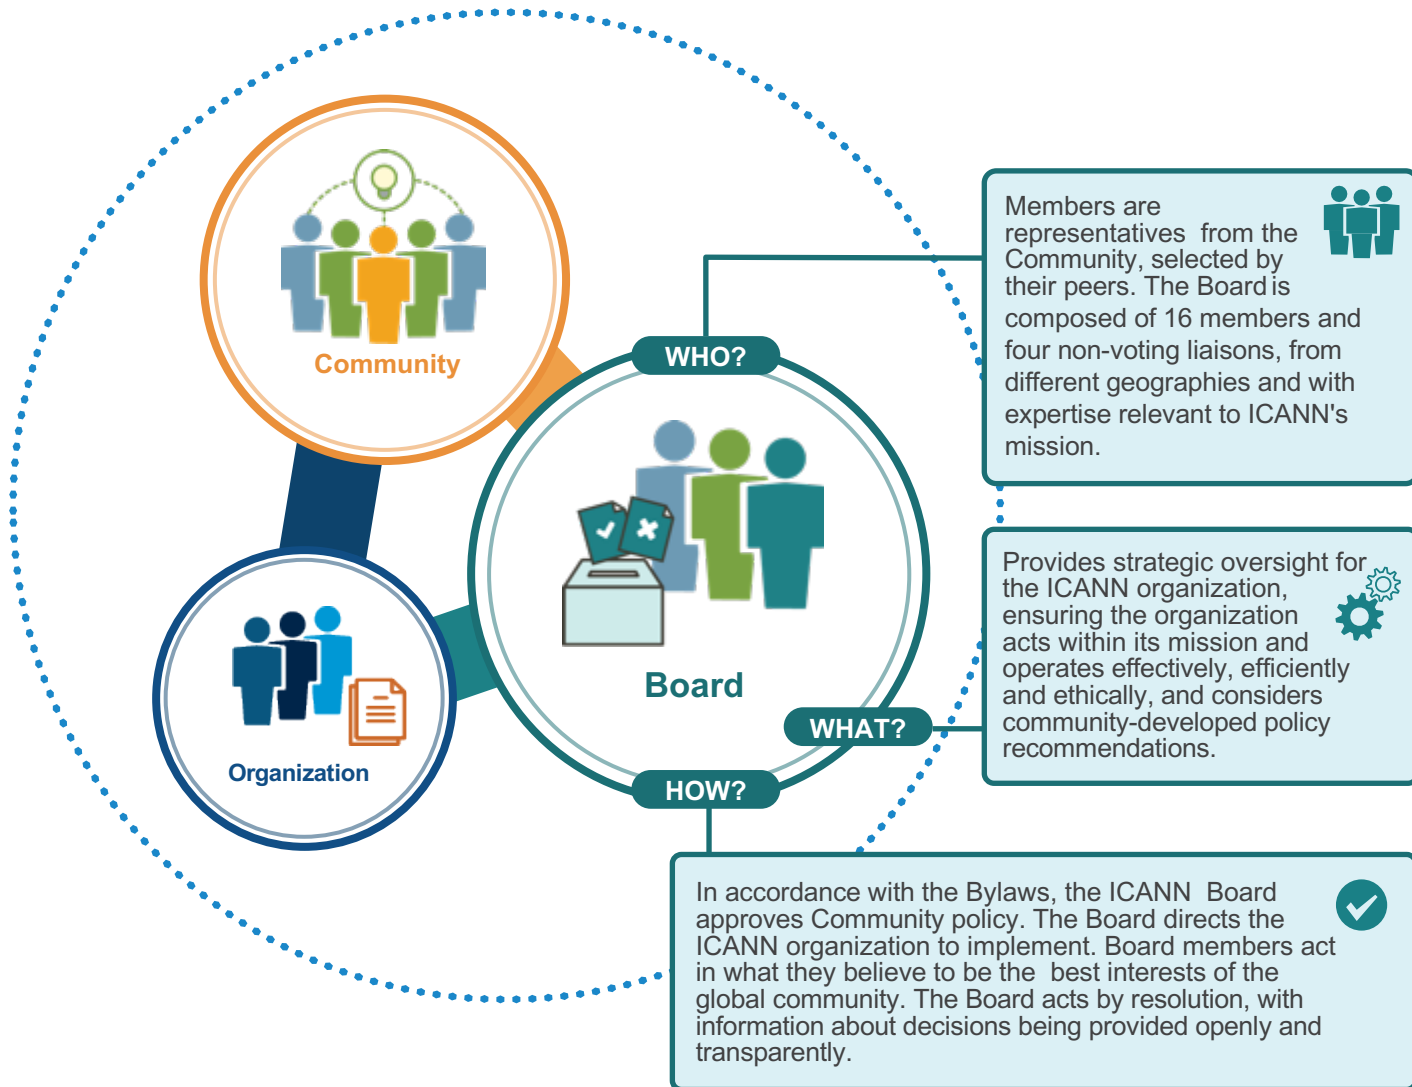 Community
Organization
Board
WHO?
Members are
representatives from the
Community, selected by
their peers. The Board is
composed of 16 members and
four non-voting liaisons, from
different geographies and with
expertise relevant to ICANN's
mission.
WHAT?
Provides strategic oversight for
the ICANN organization,
ensuring the organization
acts within its mission and
operates effectively, efficiently
and ethically, and considers
community-developed policy
recommendations.
HOW?
In accordance with the Bylaws, the ICANN Board
approves Community policy. The Board directs the
ICANN organization to implement. Board members act
in what they believe to be the best interests of the
global community. The Board acts by resolution, with
information about decisions being provided openly and
transparently.